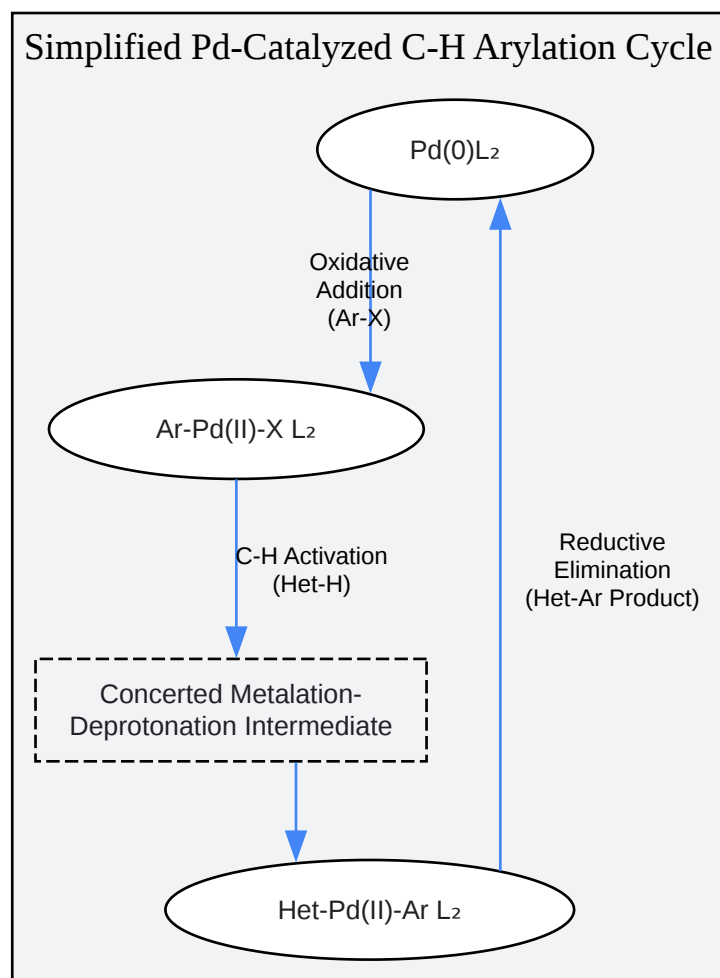 Simplified Pd-Catalyzed C-H Arylation Cycle
Pd(0)L₂
Oxidative
Addition
(Ar-X)
Ar-Pd(II)-X L₂
C-H Activation
(Het-H)
Reductive
Elimination
(Het-Ar Product)
Concerted Metalation-
Deprotonation Intermediate
Het-Pd(II)-Ar L₂